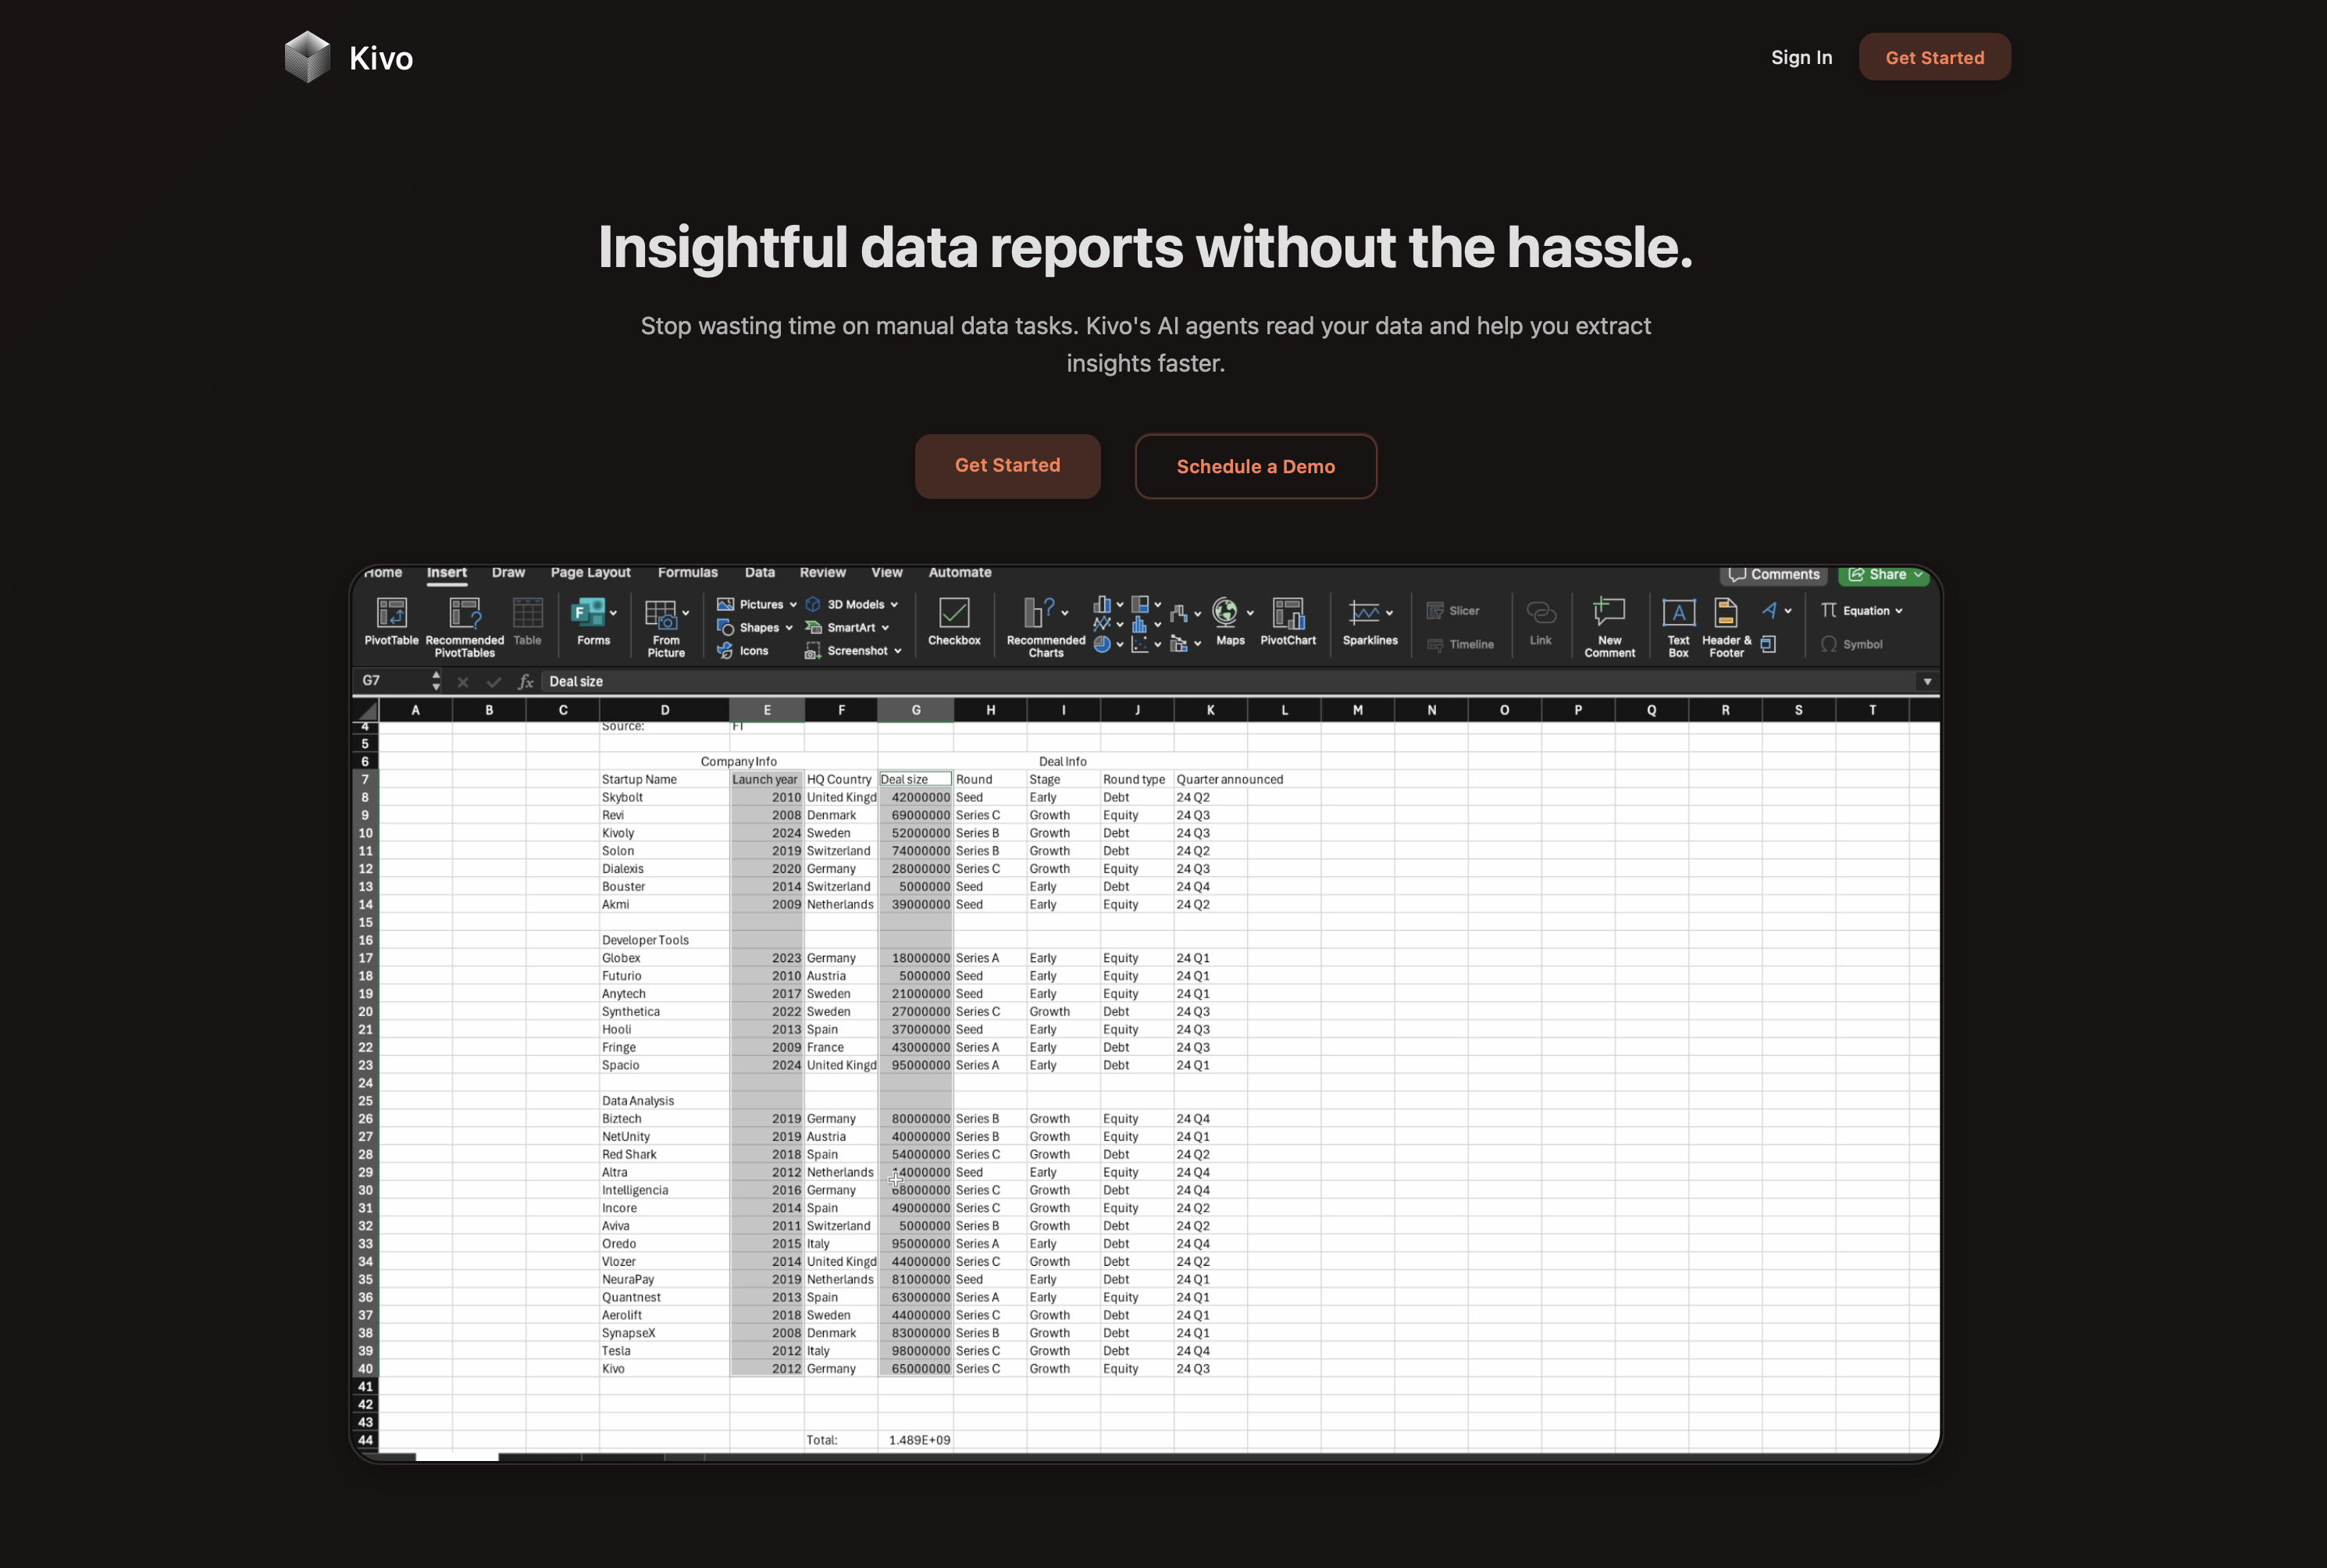 Kivo
Sign In
Get Started
Insightful data reports without the hassle.
Stop wasting time on manual data tasks. Kivo's AI agents read your data and help you extract
insights faster.
Get Started
Schedule a Demo
Home Insert Draw Page Layout Formulas Data Review View Automate
Comments Share
PivotTable Recommended PivotTables Table Forms From Picture
Pictures 3D Models
Shapes SmartArt
Icons Screenshot
Checkbox Recommended Charts Maps PivotChart Sparklines
Slicer
Timeline
Link New Comment Text Box Header & Footer
Equation
Symbol
G7 fx Deal size
A B C D E F G H I J K L M N O P Q R S T
4 Source: FT
5
6 Company Info Deal Info
7 Startup Name Launch year HQ Country Deal size Round Stage Round type Quarter announced
8 Skybolt 2010 United Kingd 42000000 Seed Early Debt 24 Q2
9 Revi 2008 Denmark 69000000 Series C Growth Equity 24 Q3
10 Kivoly 2024 Sweden 52000000 Series B Growth Debt 24 Q3
11 Solon 2019 Switzerland 74000000 Series B Growth Debt 24 Q2
12 Dialexis 2020 Germany 28000000 Series C Growth Equity 24 Q3
13 Bouster 2014 Switzerland 5000000 Seed Early Debt 24 Q4
14 Akmi 2009 Netherlands 39000000 Seed Early Equity 24 Q2
15
16 Developer Tools
17 Globex 2023 Germany 18000000 Series A Early Equity 24 Q1
18 Futurio 2010 Austria 5000000 Seed Early Equity 24 Q1
19 Anytech 2017 Sweden 21000000 Seed Early Equity 24 Q1
20 Synthetica 2022 Sweden 27000000 Series C Growth Debt 24 Q3
21 Hooli 2013 Spain 37000000 Seed Early Equity 24 Q3
22 Fringe 2009 France 43000000 Series A Early Debt 24 Q3
23 Spacio 2024 United Kingd 95000000 Series A Early Debt 24 Q1
24
25 Data Analysis
26 Biztech 2019 Germany 80000000 Series B Growth Equity 24 Q4
27 NetUnity 2019 Austria 40000000 Series B Growth Equity 24 Q1
28 Red Shark 2018 Spain 54000000 Series C Growth Debt 24 Q2
29 Altra 2012 Netherlands 14000000 Seed Early Equity 24 Q4
30 Intelligencia 2016 Germany 68000000 Series C Growth Debt 24 Q4
31 Incore 2014 Spain 49000000 Series C Growth Equity 24 Q2
32 Aviva 2011 Switzerland 5000000 Series B Growth Debt 24 Q2
33 Oredo 2015 Italy 95000000 Series A Early Debt 24 Q4
34 Vlozer 2014 United Kingd 44000000 Series C Growth Debt 24 Q2
35 NeuraPay 2019 Netherlands 81000000 Seed Early Debt 24 Q1
36 Quantnest 2013 Spain 63000000 Series A Early Equity 24 Q1
37 Aerolift 2018 Sweden 44000000 Series C Growth Debt 24 Q1
38 SynapseX 2008 Denmark 83000000 Series B Growth Debt 24 Q1
39 Tesla 2012 Italy 98000000 Series C Growth Debt 24 Q4
40 Kivo 2012 Germany 65000000 Series C Growth Equity 24 Q3
41
42
43
44 Total: 1.489E+09